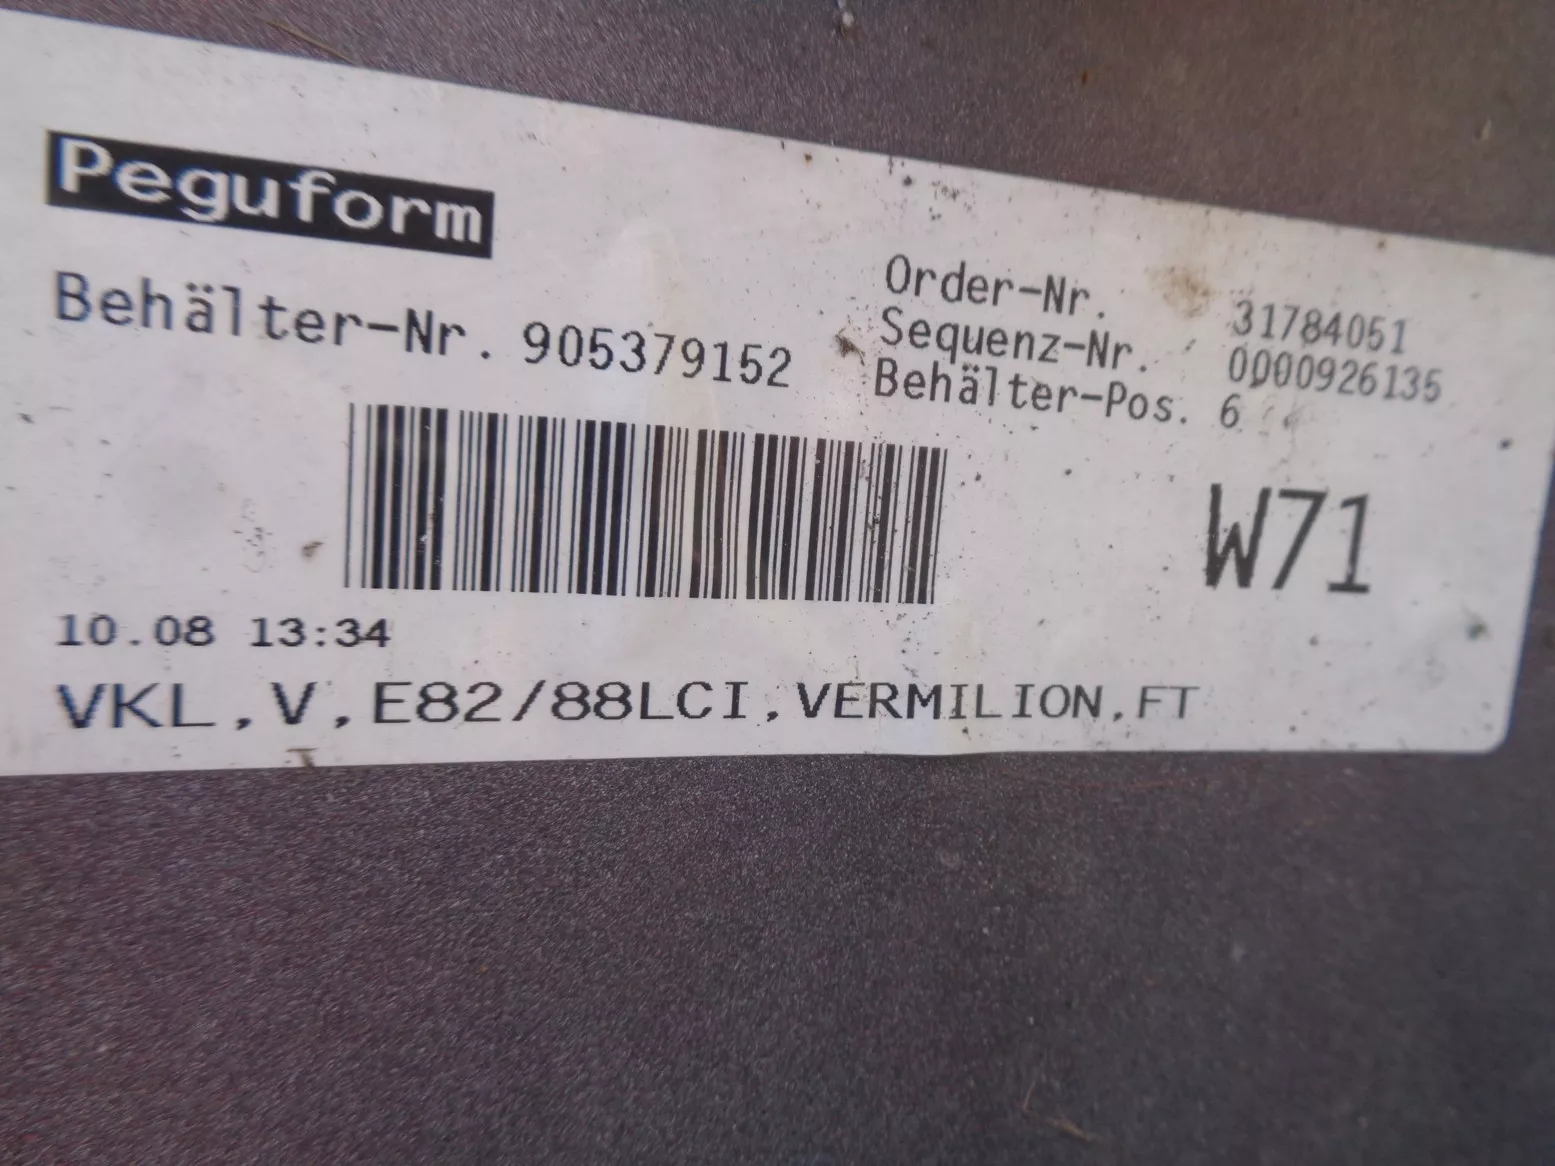 Peguform
Behälter-Nr. 905379152
Order-Nr. 31784051
Sequenz-Nr. 0000926135
Behälter-Pos. 6
W71
10.08 13:34
VKL,V,E82/88LCI,VERMILION,FT